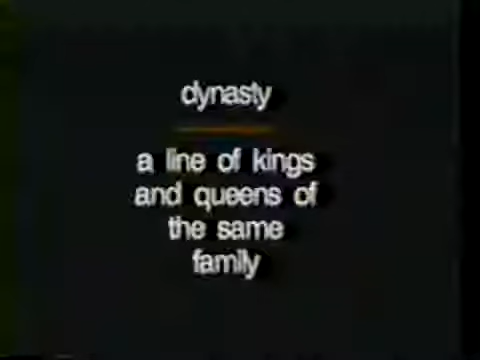 dynasty
a line of kings
and queens of
the same
family